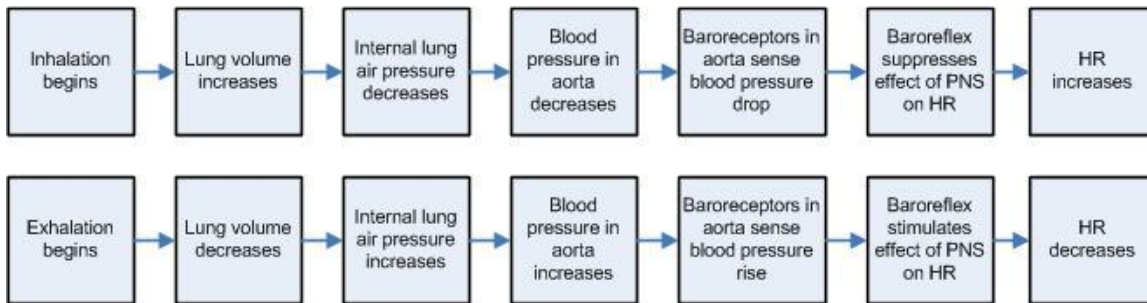 Inhalation
begins
Lung volume
increases
Internal lung
air pressure
decreases
Blood
pressure in
aorta
decreases
Baroreceptors in
aorta sense
blood pressure
drop
Baroreflex
suppresses
effect of PNS
on HR
HR
increases
Exhalation
begins
Lung volume
decreases
Internal lung
air pressure
increases
Blood
pressure in
aorta
increases
Baroreceptors in
aorta sense
blood pressure
rise
Baroreflex
stimulates
effect of PNS
on HR
HR
decreases